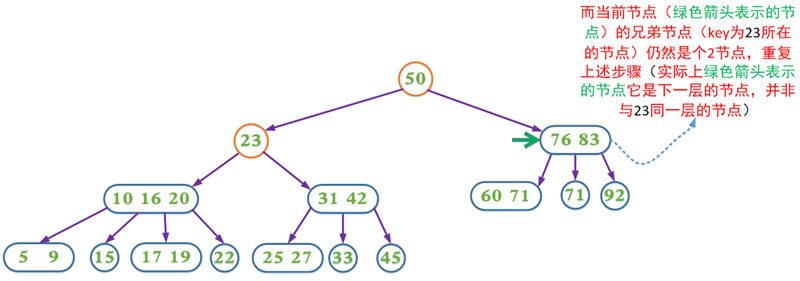 而当前节点（绿色箭头表示的节
点）的兄弟节点（key为23所在
的节点）仍然是个2节点，重复
上述步骤（实际上绿色箭头表示
的节点它是下一层的节点，并非
与23同一层的节点）
50
23
76 83
10 16 20
31 42
60 71
71
92
5 9
15
17 19
22
25 27
33
45